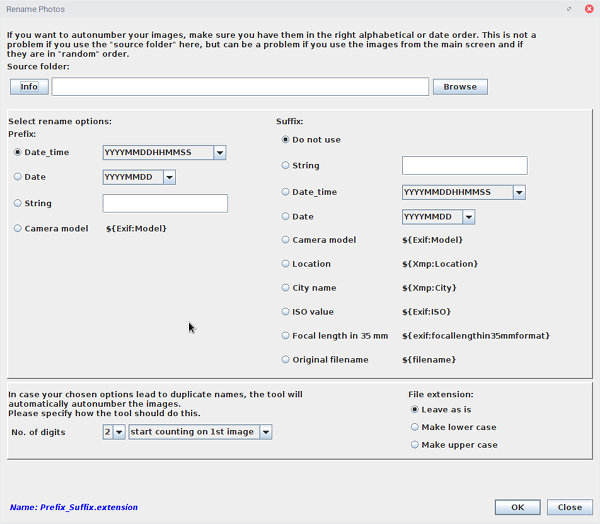 Rename Photos
If you want to autonumber your images, make sure you have them in the right alphabetical or date order. This is not a
problem if you use the "source folder" here, but can be a problem if you use the images from the main screen and if
they are in "random" order.
Source folder:
Info
Browse
Select rename options:
Prefix:
Date_time YYYYMMDDHHMMSS
Date YYYYMMDD
String
Camera model ${Exif:Model}
Suffix:
Do not use
String
Date_time YYYYMMDDHHMMSS
Date YYYYMMDD
Camera model ${Exif:Model}
Location ${Xmp:Location}
City name ${Xmp:City}
ISO value ${Exif:ISO}
Focal length in 35 mm ${exif:focallengthin35mmformat}
Original filename ${filename}
In case your chosen options lead to duplicate names, the tool will
automatically autonumber the images.
Please specify how the tool should do this.
No. of digits 2 start counting on 1st image
File extension:
Leave as is
Make lower case
Make upper case
Name: Prefix_Suffix.extension
OK
Close